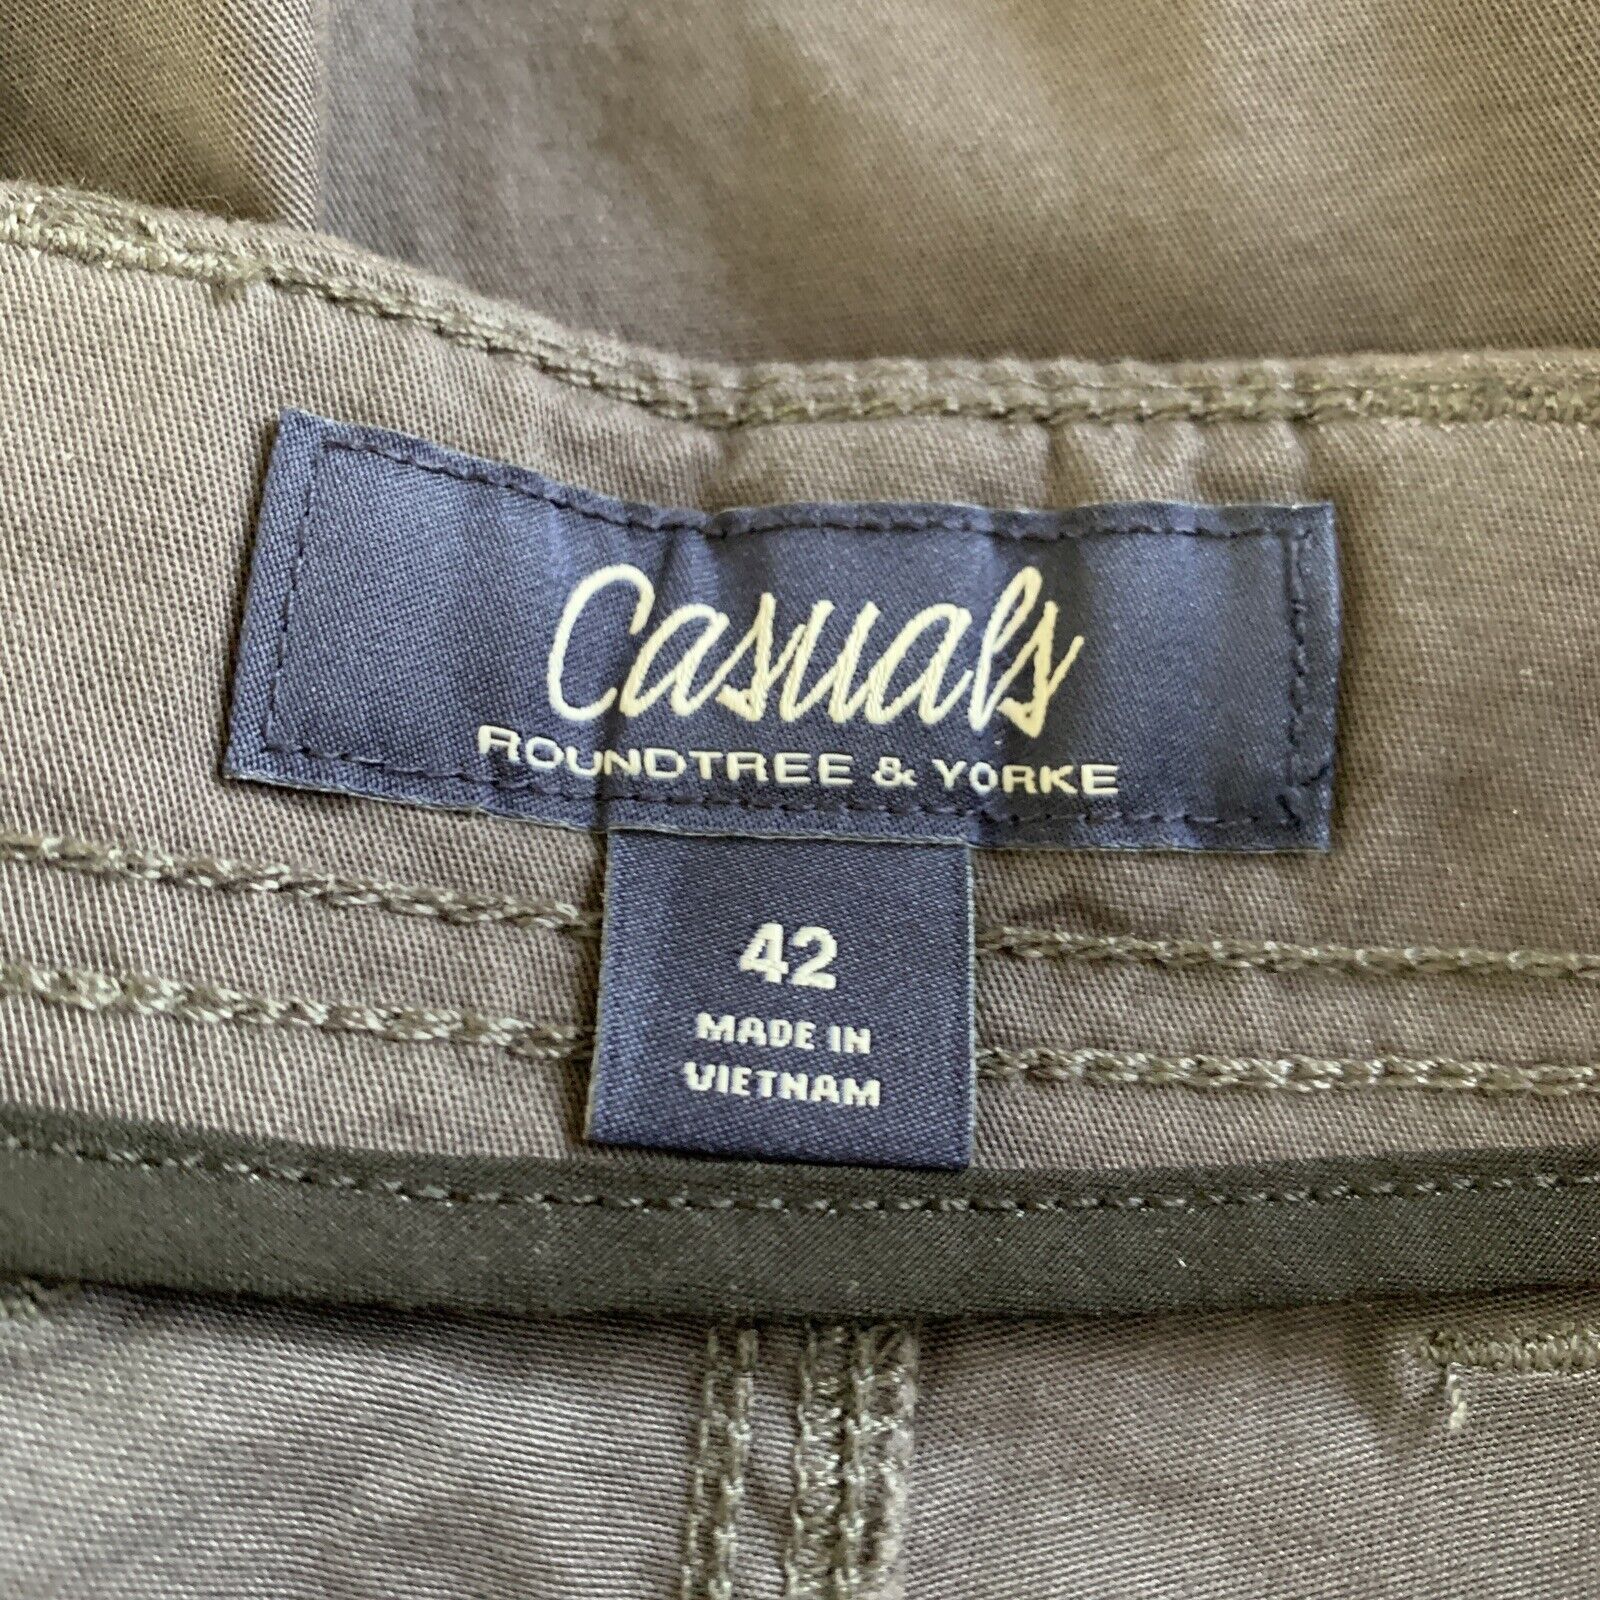 Casuals
ROUNDTREE & YORKE
42
MADE IN
VIETNAM